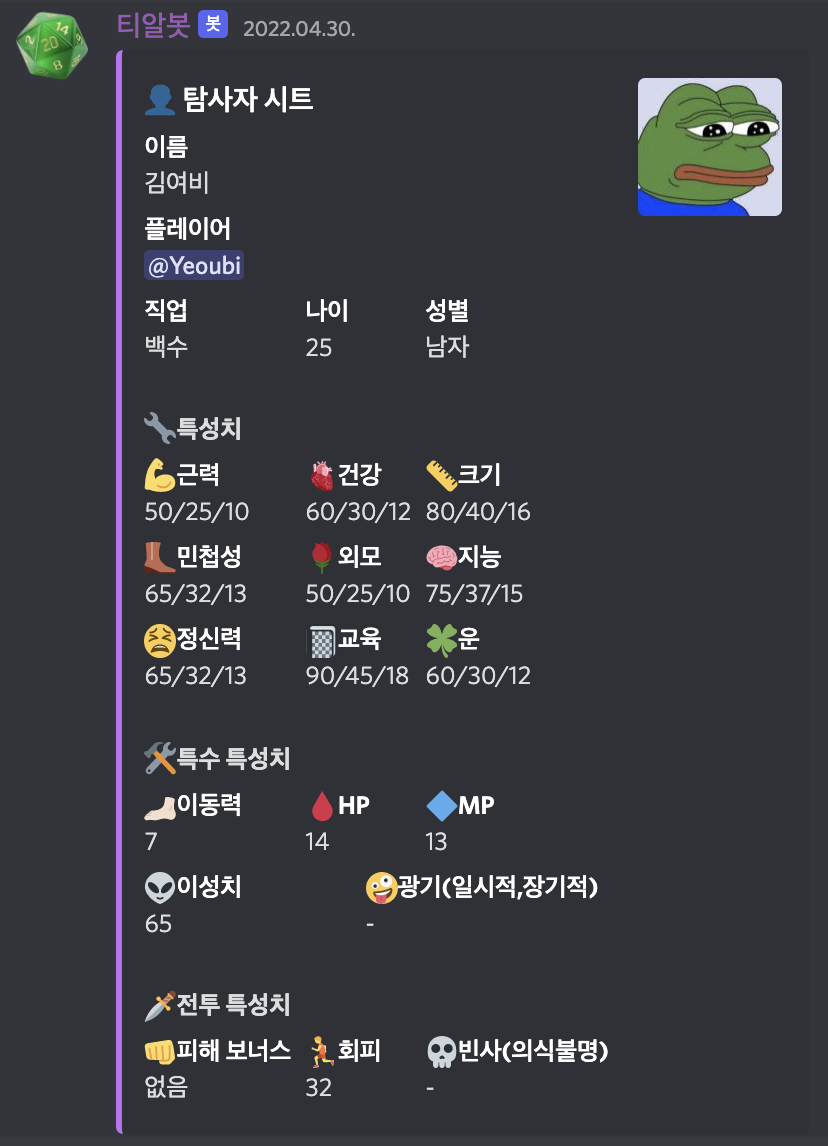 티알봇 봇 2022.04.30.
탐사자 시트
이름
김여비
플레이어
@Yeoubi
직업 나이 성별
백수 25 남자
특성치
근력 건강 크기
50/25/10 60/30/12 80/40/16
민첩성 외모 지능
65/32/13 50/25/10 75/37/15
정신력 교육 운
65/32/13 90/45/18 60/30/12
특수 특성치
이동력 HP MP
7 14 13
이성치 광기(일시적,장기적)
65 -
전투 특성치
피해 보너스 회피 빈사(의식불명)
없음 32 -